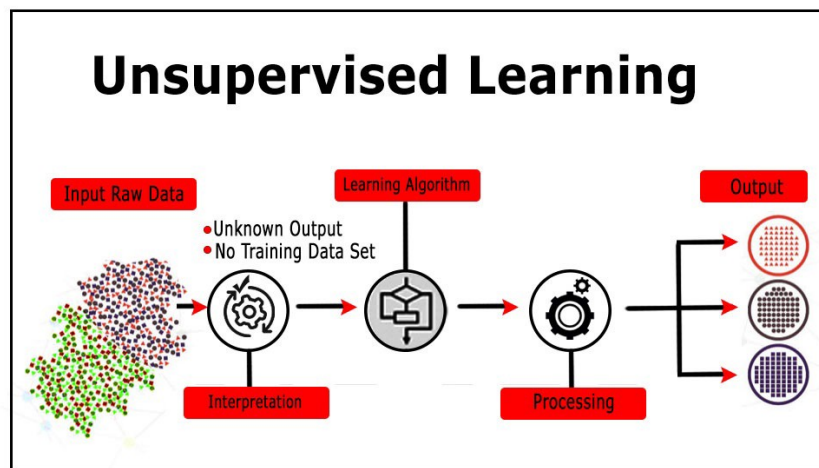 Unsupervised Learning
Input Raw Data
Unknown Output
No Training Data Set
Learning Algorithm
Output
Interpretation
Processing